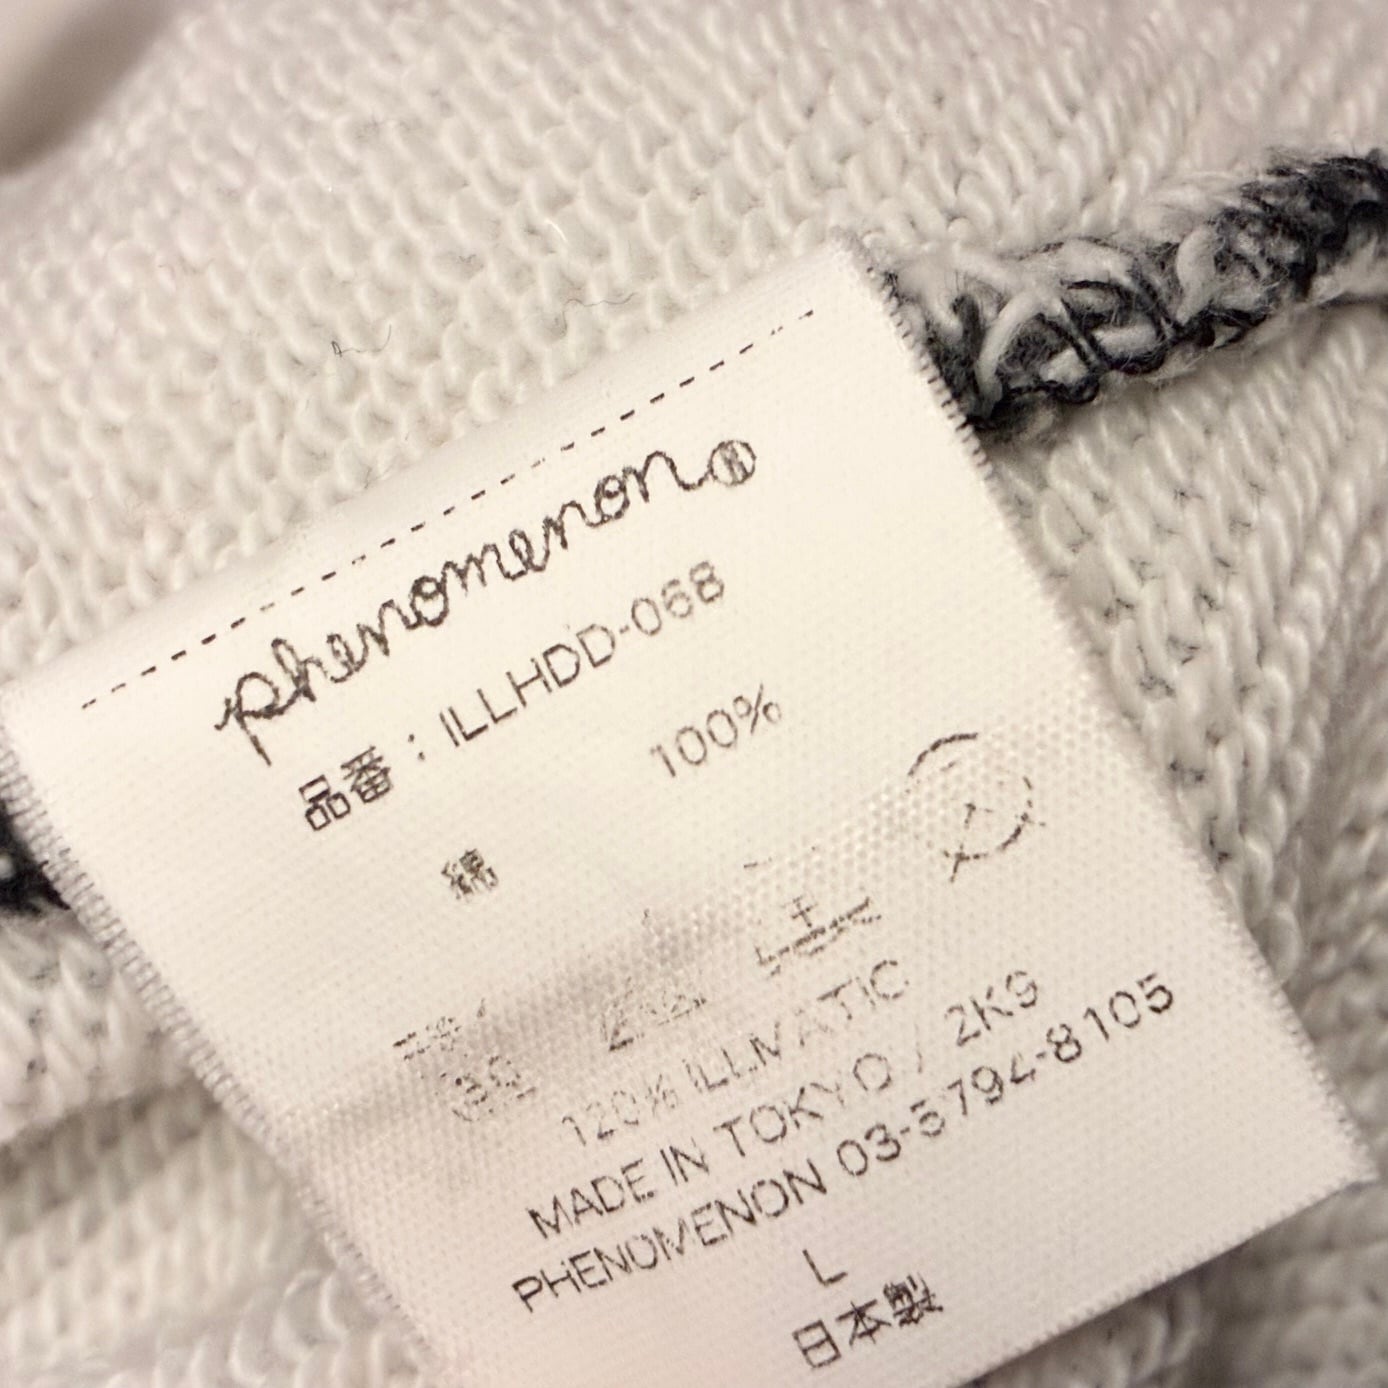 phenomenon®
品番：ILLHDD-068
綿 100%
120% ILLMATIC
MADE IN TOKYO / 2K9
PHENOMENON 03-5794-8105
L
日本製